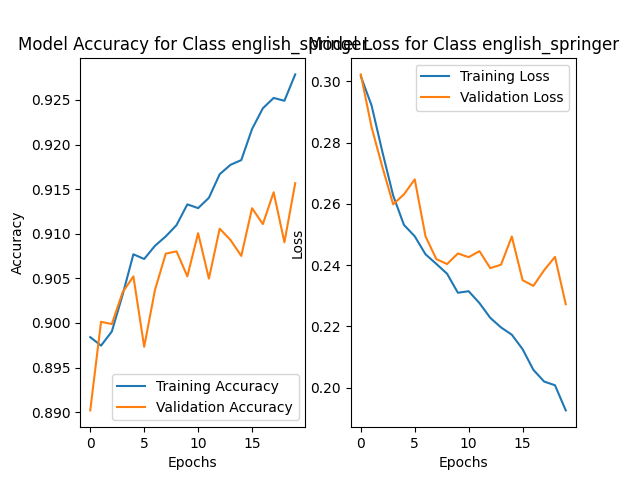 Model Accuracy for Class english_springer
Model Loss for Class english_springer
Accuracy
0.925
0.920
0.915
0.910
0.905
0.900
0.895
0.890
Training Accuracy
Validation Accuracy
0 5 10 15
Epochs
Loss
0.30
0.28
0.26
0.24
0.22
0.20
Training Loss
Validation Loss
0 5 10 15
Epochs